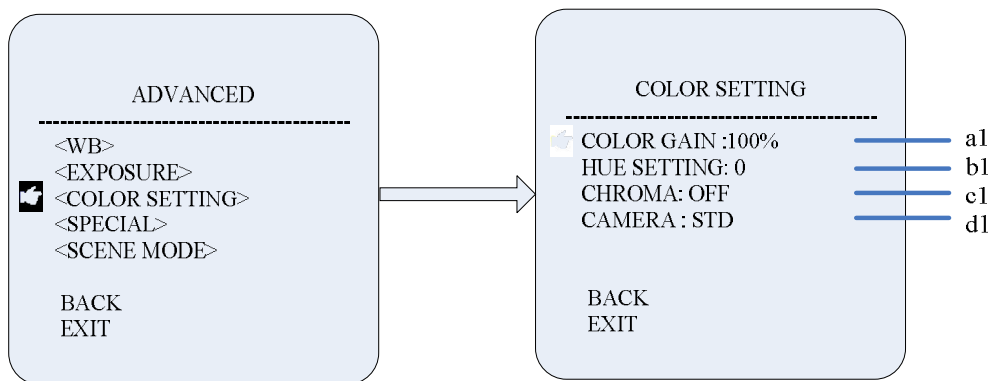 ADVANCED
<WB>
<EXPOSURE>
<COLOR SETTING>
<SPECIAL>
<SCENE MODE>
BACK
EXIT
COLOR SETTING
COLOR GAIN :100%
a1
HUE SETTING: 0
b1
CHROMA: OFF
c1
CAMERA : STD
d1
BACK
EXIT